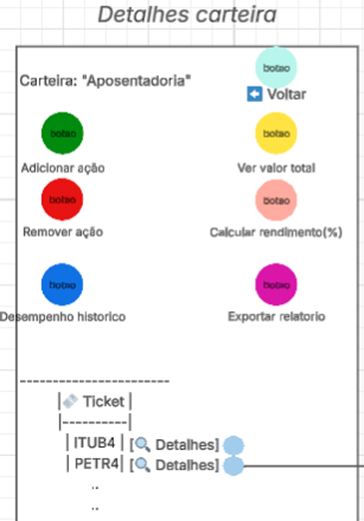 Detalhes carteira
botao
Carteira: "Aposentadoria"
⬅️ Voltar
botao botao
Adicionar ação Ver valor total
botao botao
Remover ação Calcular rendimento(%)
botao botao
Desempenho historico Exportar relatorio
-----------------------
|🎫 Ticket |
|----------|
| ITUB4| [🔍 Detalhes]
| PETR4| [🔍 Detalhes]
..
..